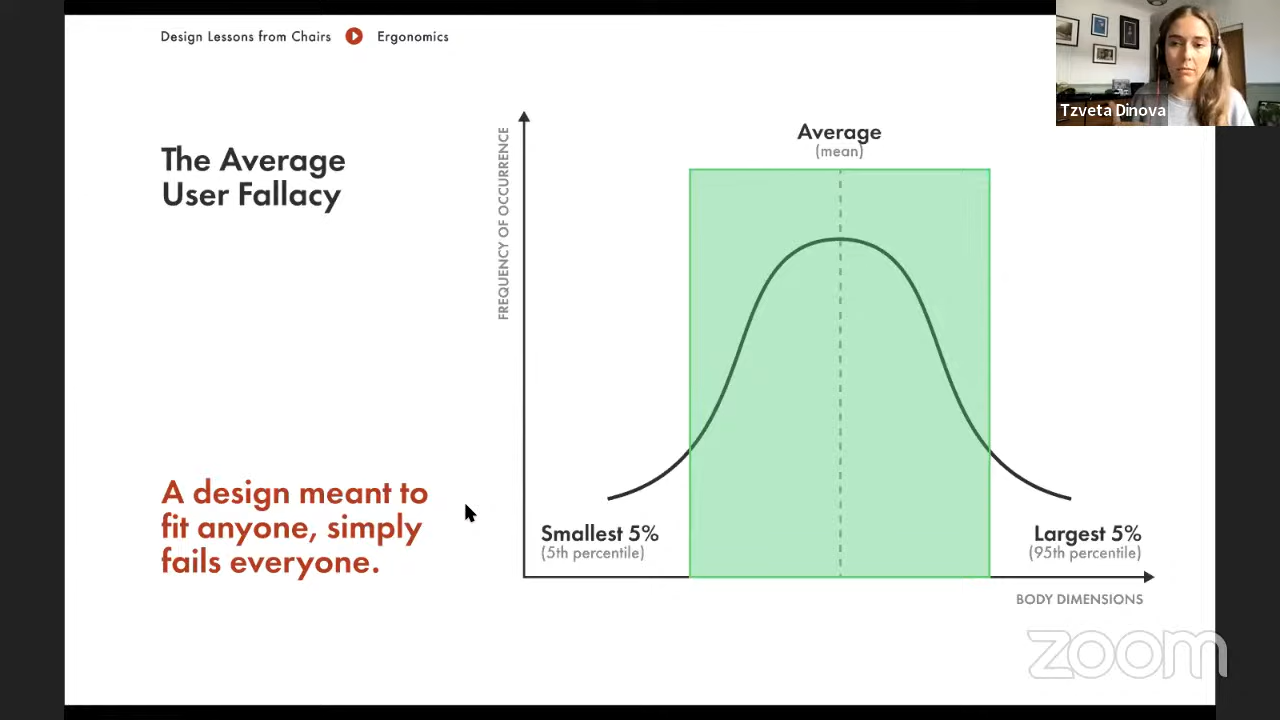 Design Lessons from Chairs Ergonomics
Tzveta Dinova
The Average
User Fallacy
Average
(mean)
FREQUENCY OF OCCURRENCE
A design meant to
fit anyone, simply
fails everyone.
Smallest 5%
(5th percentile)
Largest 5%
(95th percentile)
BODY DIMENSIONS
zoom